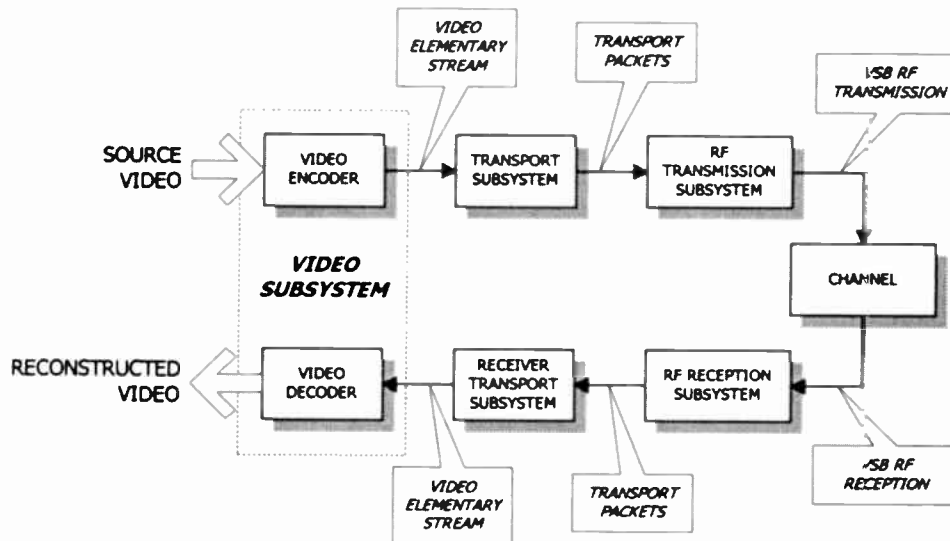 VIDEO
ELEMENTARY
STREAM
TRANSPORT
PACKETS
VSB RF
TRANSMISSION
SOURCE
VIDEO
VIDEO
ENCODER
TRANSPORT
SUBSYSTEM
RF
TRANSMISSION
SUBSYSTEM
VIDEO
SUBSYSTEM
CHANNEL
RECONSTRUCTED
VIDEO
VIDEO
DECODER
RECEIVER
TRANSPORT
SUBSYSTEM
RF RECEPTION
SUBSYSTEM
VIDEO
ELEMENTARY
STREAM
TRANSPORT
PACKETS
VSB RF
RECEPTION